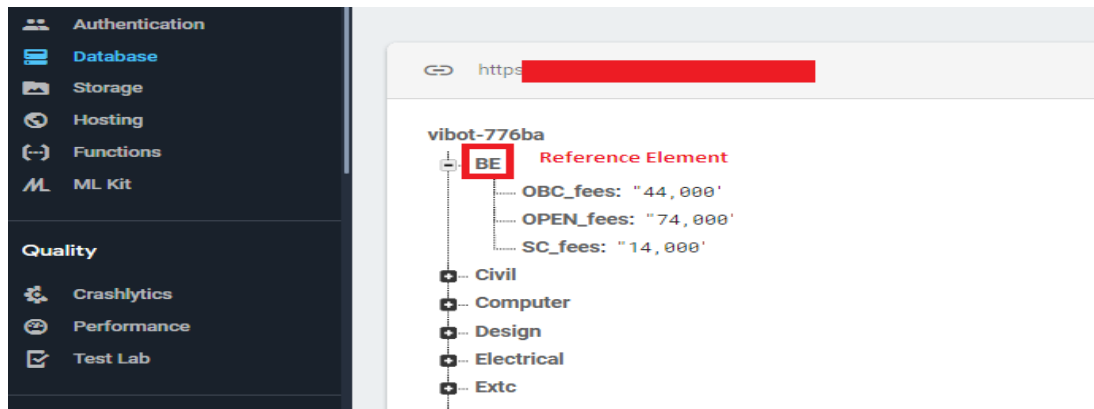 Authentication
Database
Storage
Hosting
Functions
ML Kit
Quality
Crashlytics
Performance
Test Lab
https
vibot-776ba
BE Reference Element
OBC_fees: "44,000'
OPEN_fees: "74,000'
SC_fees: "14,000'
Civil
Computer
Design
Electrical
Extc